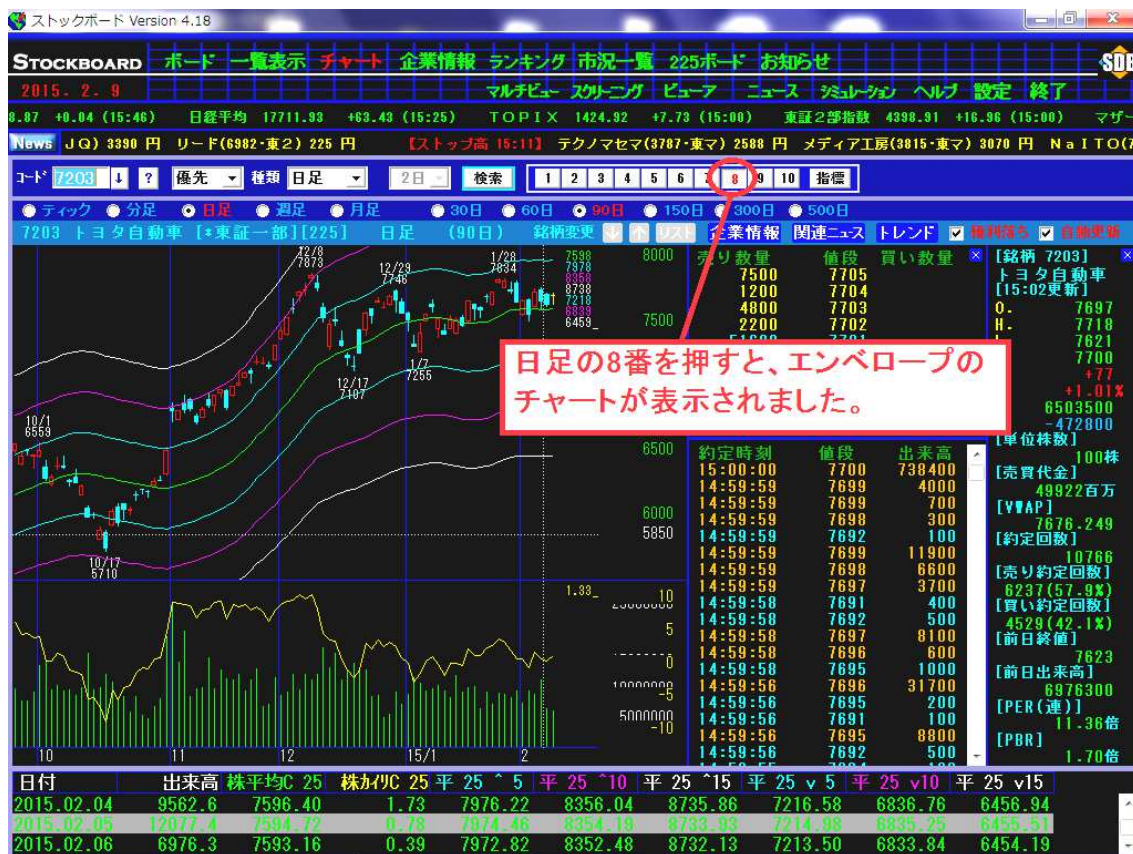 ストックボード Version 4.18
STOCKBOARD ボード 一覧表示 チャート 企業情報 ランキング 市況一覧 225ボード お知らせ SDB
2015. 2. 9 マルチビュー スクリーニング ビューア ニュース シミュレーション ヘルプ 設定 終了
8.87 +0.04 (15:46) 日経平均 17711.93 +63.43 (15:25) TOPIX 1424.92 +7.73 (15:00) 東証2部指数 4398.91 +16.96 (15:00) マザー
News JQ) 3390 円 リード(6982・東2) 225 円 【ストップ高 15:11】 テクノマセマ(3787・東マ) 2588 円 メディア工房(3815・東マ) 3070 円 NaITO(7
コード 7203 ↓ ? 優先 種類 日足 2日 検索 1 2 3 4 5 6 7 8 9 10 指標
ティック 分足 日足 週足 月足 30日 60日 90日 150日 300日 500日
7203 トヨタ自動車 [*東証一部][225] 日足 (90日) 銘柄変更 ↓ ↑ リスト 企業情報 関連ニュース トレンド 権利落ち 自動更新
12/8
7873
12/29
7746
1/28
7834
12/17
7107
1/7
7255
10/1
6559
10/17
5710
7598
7978
8358
8738
7218
6839
6459_
8000
7500
6500
6000
5850
売り数量 値段 買い数量
7500 7705
1200 7704
4800 7703
2200 7702
日足の8番を押すと、エンベロープの
チャートが表示されました。
[銘柄 7203]
トヨタ自動車
[15:02更新]
O. 7697
H. 7718
7621
7700
+77
+1.01%
6503500
-472800
[単位株数]
100株
[売買代金]
49922百万
[VWAP]
7676.249
[約定回数]
10766
[売り約定回数]
6237(57.9%)
[買い約定回数]
4529(42.1%)
[前日終値]
7623
[前日出来高]
6976300
[PER(連)]
11.36倍
[PBR]
1.70倍
約定時刻 値段 出来高
15:00:00 7700 738400
14:59:59 7699 4000
14:59:59 7699 700
14:59:59 7698 300
14:59:59 7692 100
14:59:59 7699 11900
14:59:59 7698 6600
14:59:59 7697 3700
14:59:58 7691 400
14:59:58 7692 500
14:59:58 7697 8100
14:59:58 7696 600
14:59:58 7695 1000
14:59:56 7696 31700
14:59:56 7695 200
14:59:56 7691 100
14:59:56 7695 8800
14:59:56 7692 500
1.33_ 10
5
0
-5
5000000
-10
10 11 12 15/1 2
日付 出来高 株平均C 25 株カイリC 25 平 25 ^ 5 平 25 ^10 平 25 ^15 平 25 v 5 平 25 v10 平 25 v15
2015.02.04 9562.6 7596.40 1.73 7976.22 8356.04 8735.86 7216.58 6836.76 6456.94
2015.02.05 12077.4 7594.72 0.78 7974.46 8354.19 8733.93 7214.98 6835.25 6455.51
2015.02.06 6976.3 7593.16 0.39 7972.82 8352.48 8732.13 7213.50 6833.84 6454.19